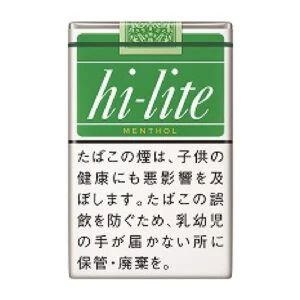 hi-lite
MENTHOL
たばこの煙は、子供の
健康にも悪影響を及
ぼします。たばこの誤
飲を防ぐため、乳幼児
の手が届かない所に
保管・廃棄を。